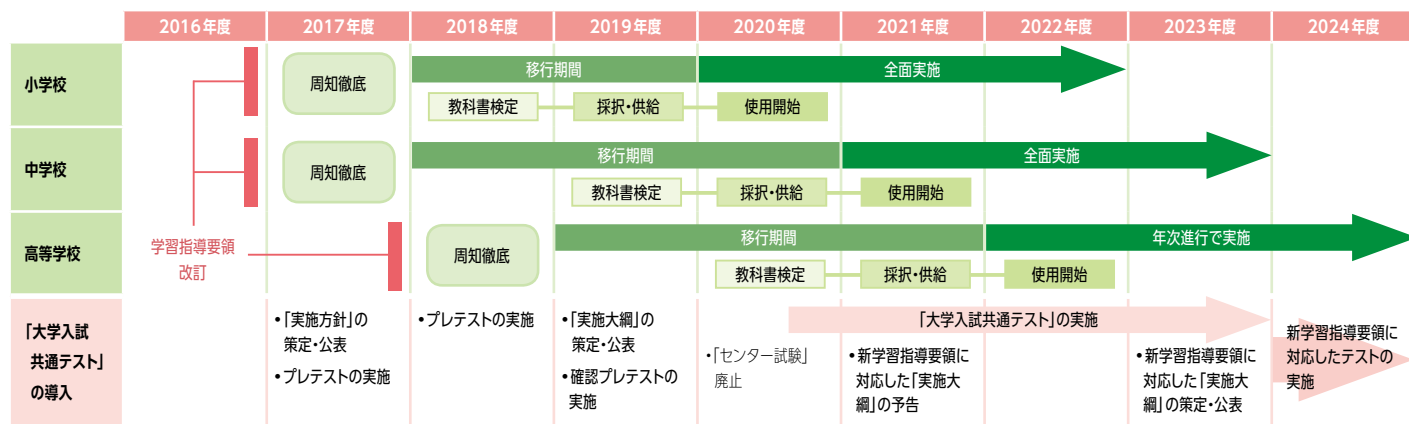 2016年度 2017年度 2018年度 2019年度 2020年度 2021年度 2022年度 2023年度 2024年度
小学校
周知徹底
移行期間
全面実施
教科書検定
採択・供給
使用開始
中学校
周知徹底
移行期間
全面実施
教科書検定
採択・供給
使用開始
学習指導要領
改訂
高等学校
周知徹底
移行期間
年次進行で実施
教科書検定
採択・供給
使用開始
「大学入試
共通テスト」
の導入
•「実施方針」の
策定・公表
•プレテストの実施
•プレテストの実施
•「実施大綱」の
策定・公表
•確認プレテストの
実施
「大学入試共通テスト」の実施
•「センター試験」
廃止
•新学習指導要領に
対応した「実施大
綱」の予告
•新学習指導要領に
対応した「実施大
綱」の策定・公表
新学習指導要領に
対応したテストの
実施